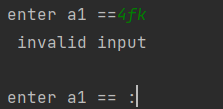 enter a1 ==4fk
invalid input
enter a1 == :